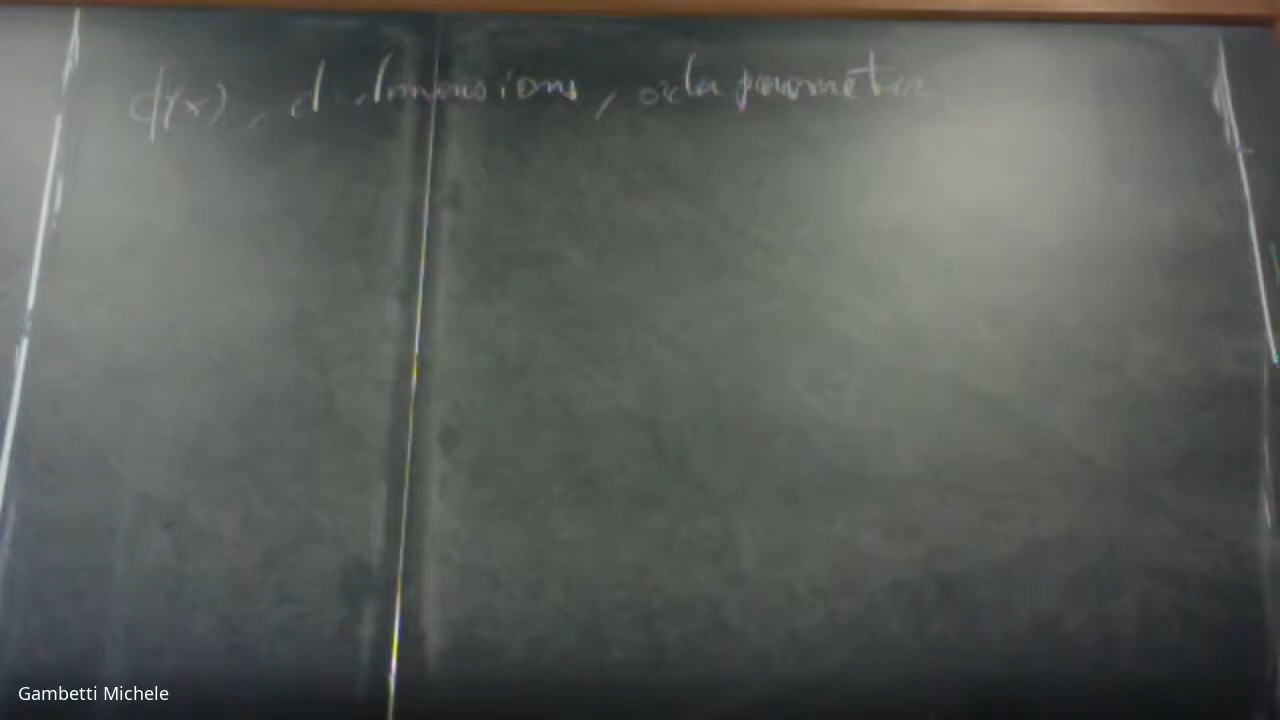 φ(x), d dimensions, order parameter
Gambetti Michele